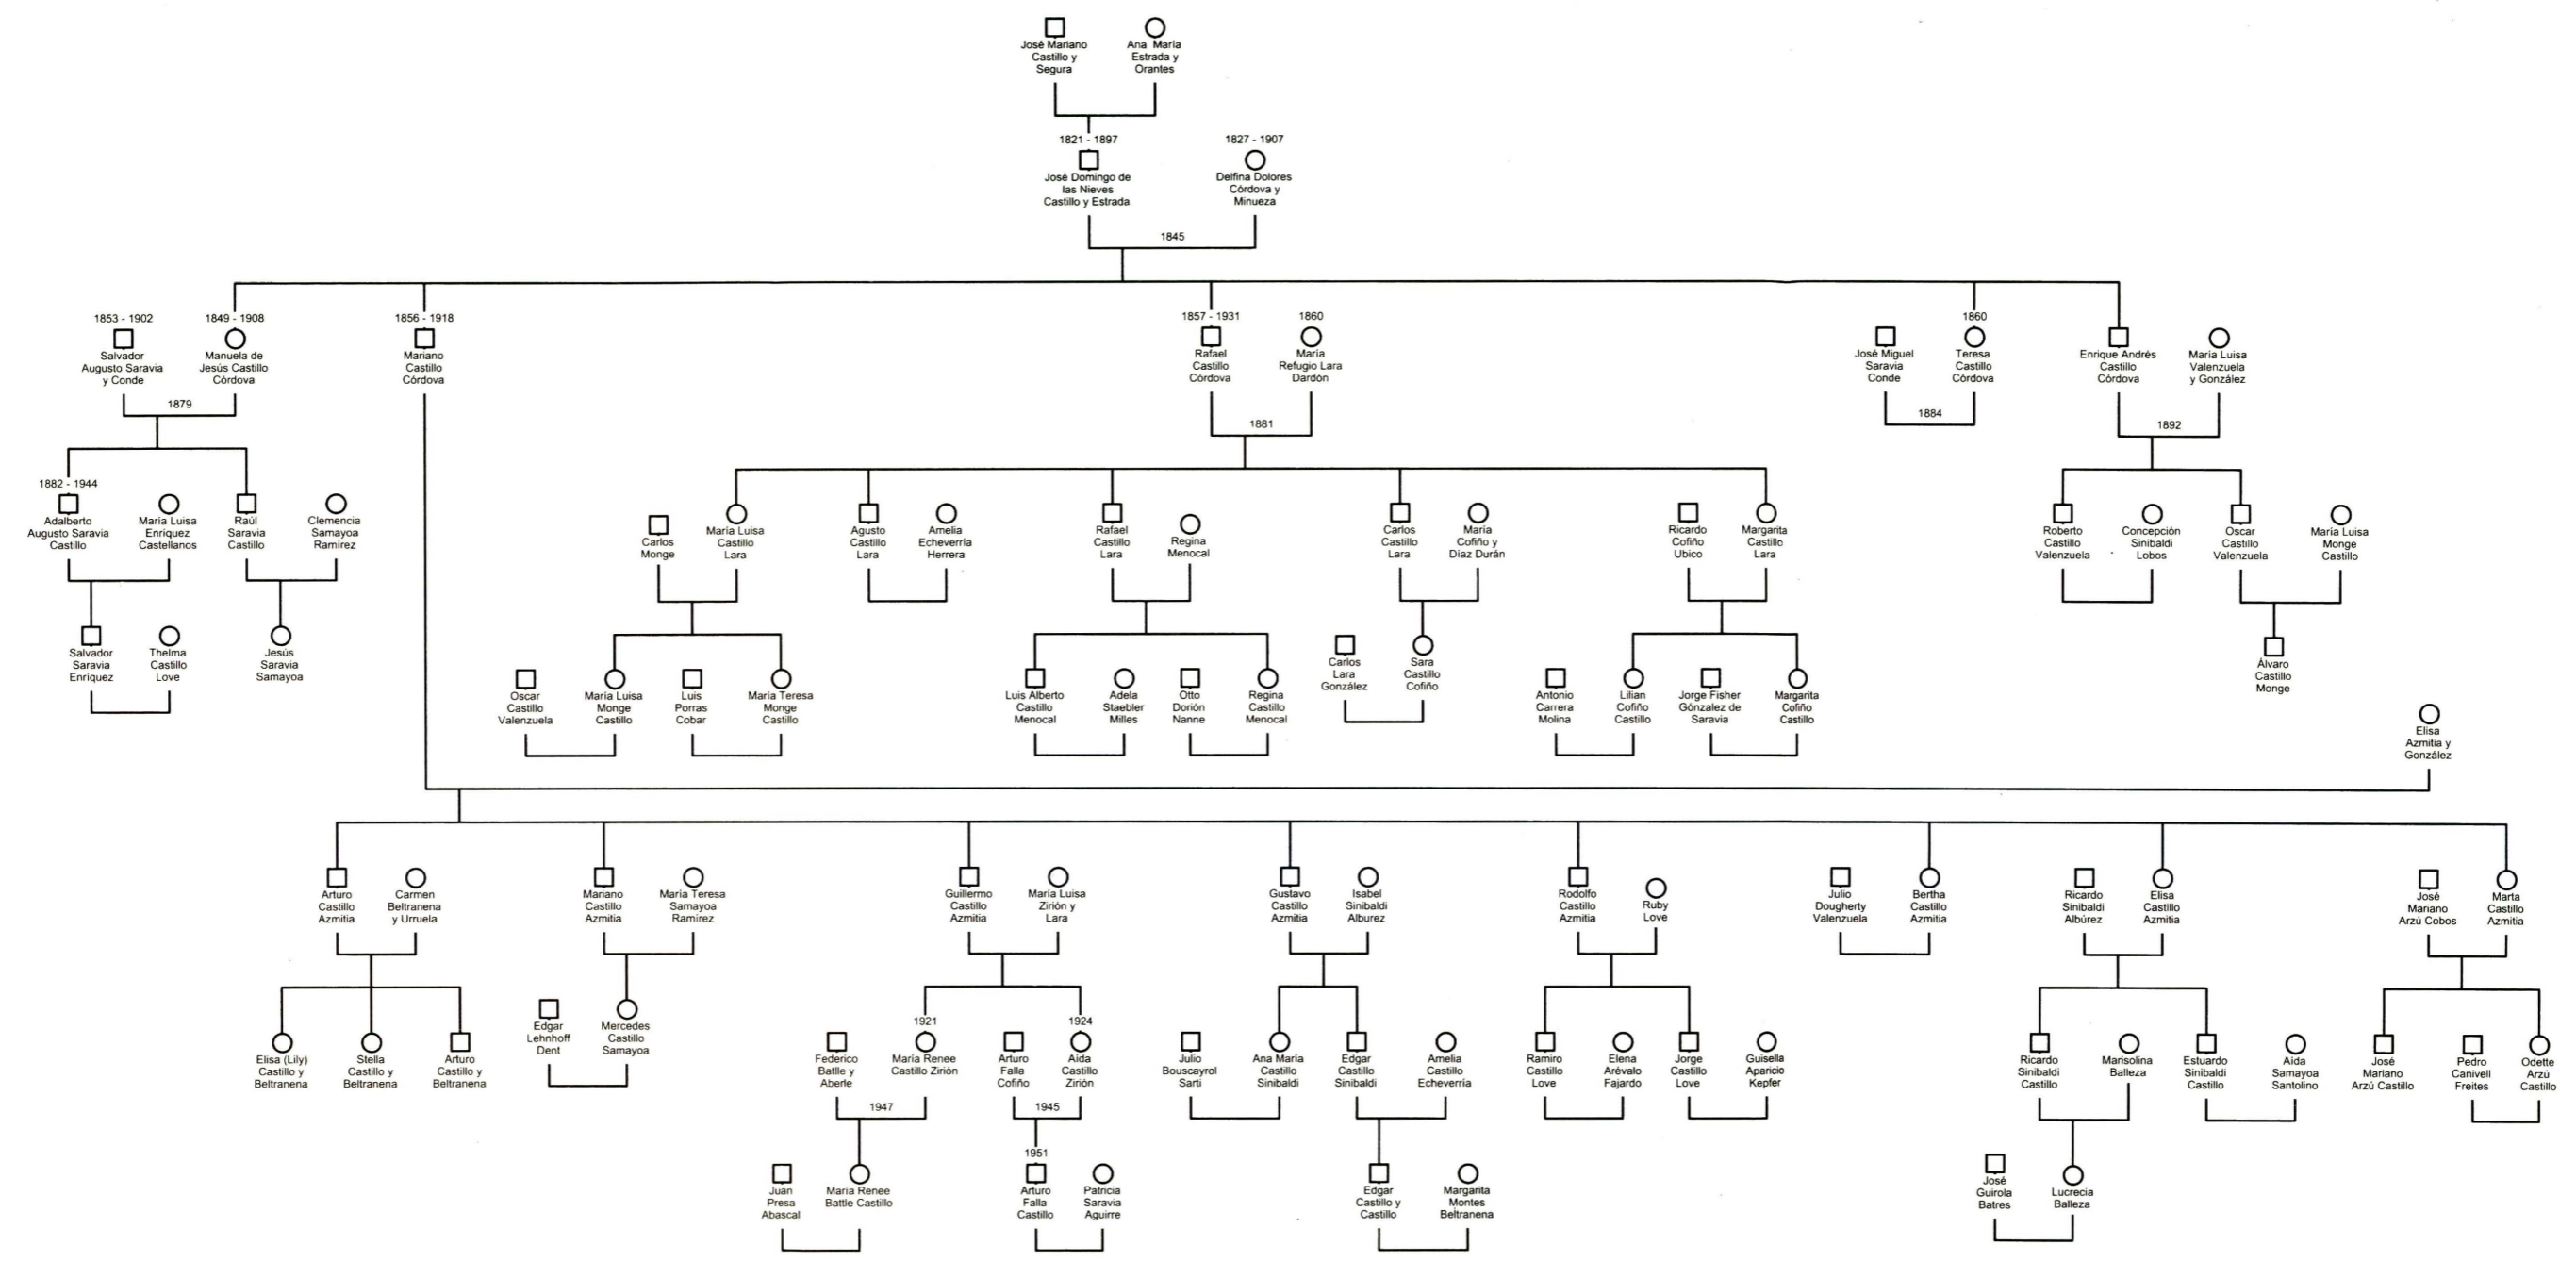 José Mariano
Castillo y
Segura
Ana María
Estrada y
Orantes
1821 - 1897
José Domingo de
las Nieves
Castillo y Estrada
1827 - 1907
Delfina Dolores
Córdova y
Minueza
1845
1853 - 1902
Salvador
Augusto Saravia
y Conde
1849 - 1908
Manuela de
Jesús Castillo
Córdova
1879
1856 - 1918
Mariano
Castillo
Córdova
1857 - 1931
Rafael
Castillo
Córdova
1860
María
Refugio Lara
Dardón
1881
José Miguel
Saravia
Conde
1860
Teresa
Castillo
Córdova
1884
Enrique Andrés
Castillo
Córdova
María Luisa
Valenzuela
y González
1892
1882 - 1944
Adalberto
Augusto Saravia
Castillo
María Luisa
Enríquez
Castellanos
Raúl
Saravia
Castillo
Clemencia
Samayoa
Ramírez
Carlos
Monge
María Luisa
Castillo
Lara
Agusto
Castillo
Lara
Amelia
Echeverría
Herrera
Rafael
Castillo
Lara
Regina
Menocal
Carlos
Castillo
Lara
María
Cofiño y
Díaz Durán
Ricardo
Cofiño
Ubico
Margarita
Castillo
Lara
Roberto
Castillo
Valenzuela
Concepción
Sinibaldi
Lobos
Oscar
Castillo
Valenzuela
María Luisa
Monge
Castillo
Salvador
Saravia
Enríquez
Thelma
Castillo
Love
Jesús
Saravia
Samayoa
Oscar
Castillo
Valenzuela
María Luisa
Monge
Castillo
Luis
Porras
Cobar
María Teresa
Monge
Castillo
Luis Alberto
Castillo
Menocal
Adela
Staebler
Milles
Otto
Dorión
Nanne
Regina
Castillo
Menocal
Carlos
Lara
González
Sara
Castillo
Cofiño
Antonio
Carrera
Molina
Lilian
Cofiño
Castillo
Jorge Fisher
Gónzalez de
Saravia
Margarita
Cofiño
Castillo
Álvaro
Castillo
Monge
Elisa
Azmitia y
González
Arturo
Castillo
Azmitia
Carmen
Beltranena
y Urruela
Mariano
Castillo
Azmitia
María Teresa
Samayoa
Ramírez
Guillermo
Castillo
Azmitia
María Luisa
Zirión y
Lara
Gustavo
Castillo
Azmitia
Isabel
Sinibaldi
Alburez
Rodolfo
Castillo
Azmitia
Ruby
Love
Julio
Dougherty
Valenzuela
Bertha
Castillo
Azmitia
Ricardo
Sinibaldi
Albúrez
Elisa
Castillo
Azmitia
José
Mariano
Arzú Cobos
Marta
Castillo
Azmitia
Elisa (Lily)
Castillo y
Beltranena
Stella
Castillo y
Beltranena
Arturo
Castillo y
Beltranena
Edgar
Lehnhoff
Dent
Mercedes
Castillo
Samayoa
Federico
Batlle y
Aberle
1921
María Renee
Castillo Zirión
1947
Arturo
Falla
Cofiño
1924
Aída
Castillo
Zirión
1945
Julio
Bouscayrol
Sarti
Ana María
Castillo
Sinibaldi
Edgar
Castillo
Sinibaldi
Amelia
Castillo
Echeverría
Ramiro
Castillo
Love
Elena
Arévalo
Fajardo
Jorge
Castillo
Love
Guisella
Aparicio
Kepfer
Ricardo
Sinibaldi
Castillo
Marisolina
Balleza
Estuardo
Sinibaldi
Castillo
Aida
Samayoa
Santolino
José
Mariano
Arzú Castillo
Pedro
Canivell
Freites
Odette
Arzú
Castillo
Juan
Presa
Abascal
María Renee
Battle Castillo
1951
Arturo
Falla
Castillo
Patricia
Saravia
Aguirre
Edgar
Castillo y
Castillo
Margarita
Montes
Beltranena
José
Guirola
Batres
Lucrecia
Balleza